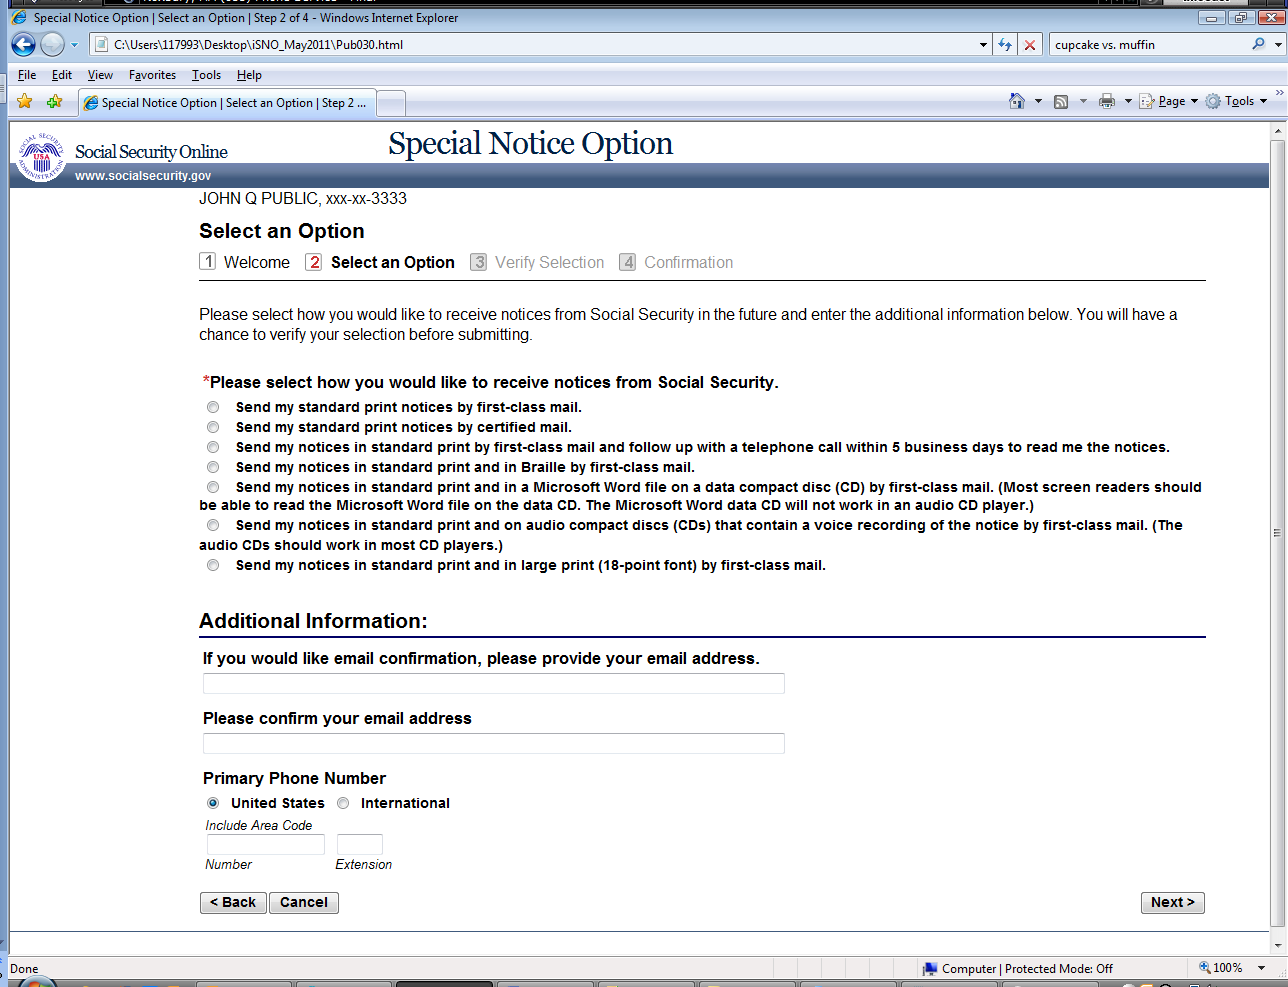 Special Notice Option | Select an Option | Step 2 of 4 - Windows Internet Explorer
C:\Users\117993\Desktop\iSNO_May2011\Pub030.html
cupcake vs. muffin
File Edit View Favorites Tools Help
Special Notice Option | Select an Option | Step 2 ...
Page Tools
SOCIAL SECURITY ADMINISTRATION
USA
Social Security Online
Special Notice Option
www.socialsecurity.gov
JOHN Q PUBLIC, xxx-xx-3333
Select an Option
1 Welcome 2 Select an Option 3 Verify Selection 4 Confirmation
Please select how you would like to receive notices from Social Security in the future and enter the additional information below. You will have a
chance to verify your selection before submitting.
*Please select how you would like to receive notices from Social Security.
Send my standard print notices by first-class mail.
Send my standard print notices by certified mail.
Send my notices in standard print by first-class mail and follow up with a telephone call within 5 business days to read me the notices.
Send my notices in standard print and in Braille by first-class mail.
Send my notices in standard print and in a Microsoft Word file on a data compact disc (CD) by first-class mail. (Most screen readers should
be able to read the Microsoft Word file on the data CD. The Microsoft Word data CD will not work in an audio CD player.)
Send my notices in standard print and on audio compact discs (CDs) that contain a voice recording of the notice by first-class mail. (The
audio CDs should work in most CD players.)
Send my notices in standard print and in large print (18-point font) by first-class mail.
Additional Information:
If you would like email confirmation, please provide your email address.
Please confirm your email address
Primary Phone Number
United States International
Include Area Code
Number Extension
< Back Cancel Next >
Done Computer | Protected Mode: Off 100%